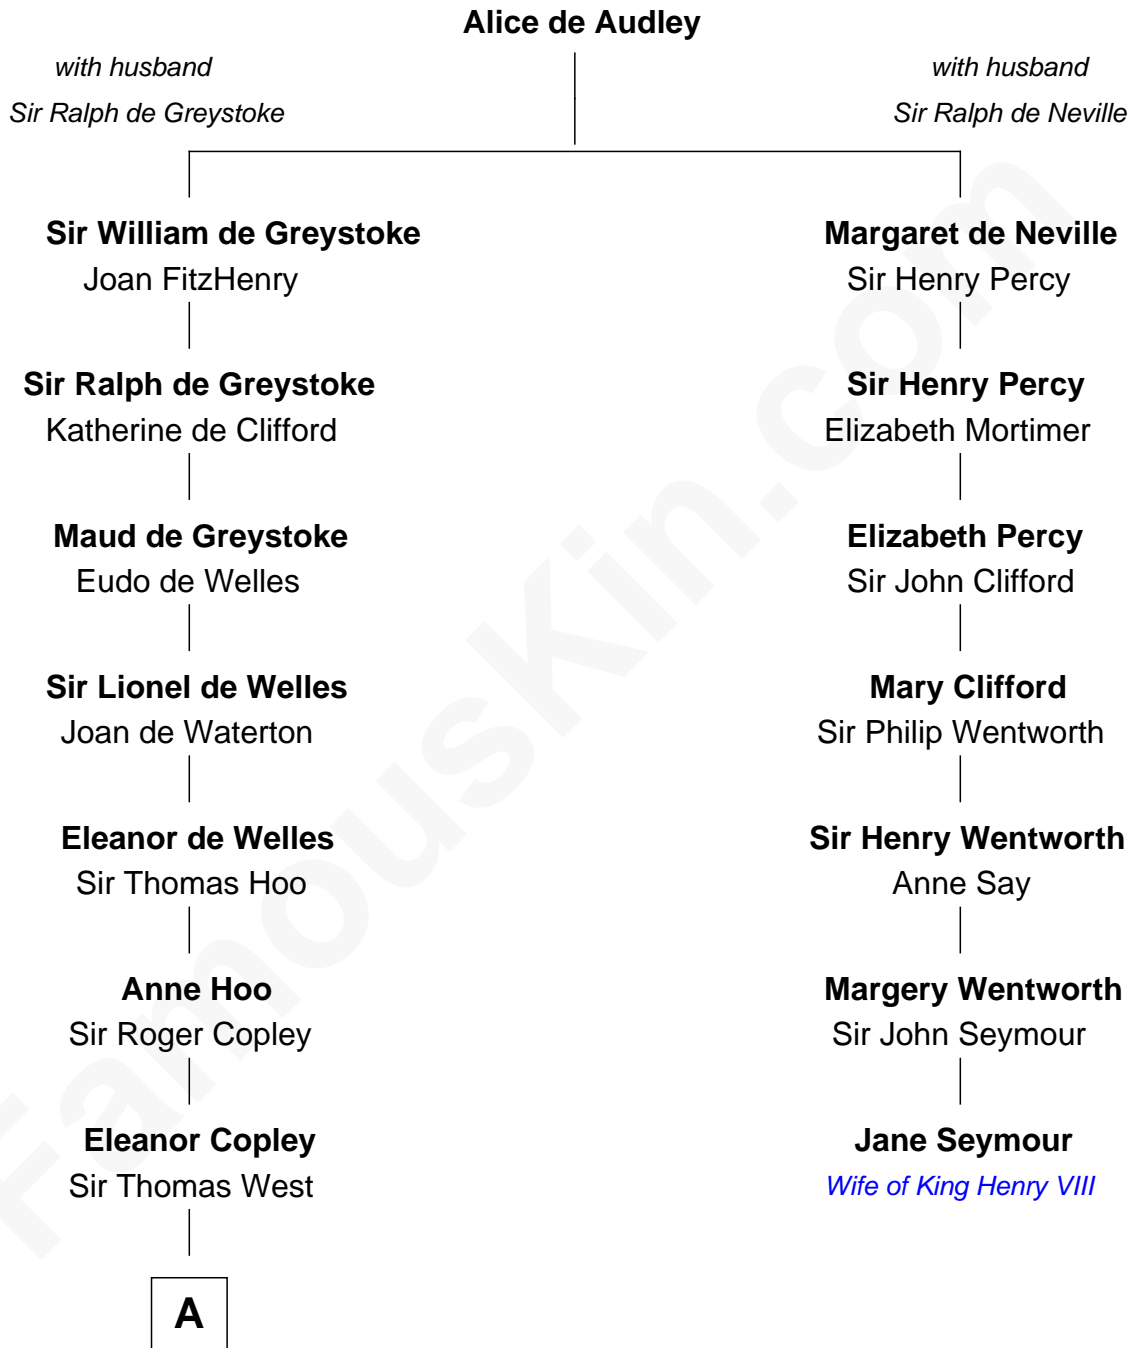 Alice de Audley
with husband
Sir Ralph de Greystoke
with husband
Sir Ralph de Neville
Sir William de Greystoke
Joan FitzHenry
Sir Ralph de Greystoke
Katherine de Clifford
Maud de Greystoke
Eudo de Welles
Sir Lionel de Welles
Joan de Waterton
Eleanor de Welles
Sir Thomas Hoo
Anne Hoo
Sir Roger Copley
Eleanor Copley
Sir Thomas West
A
Margaret de Neville
Sir Henry Percy
Sir Henry Percy
Elizabeth Mortimer
Elizabeth Percy
Sir John Clifford
Mary Clifford
Sir Philip Wentworth
Sir Henry Wentworth
Anne Say
Margery Wentworth
Sir John Seymour
Jane Seymour
Wife of King Henry VIII
FamousKin.com